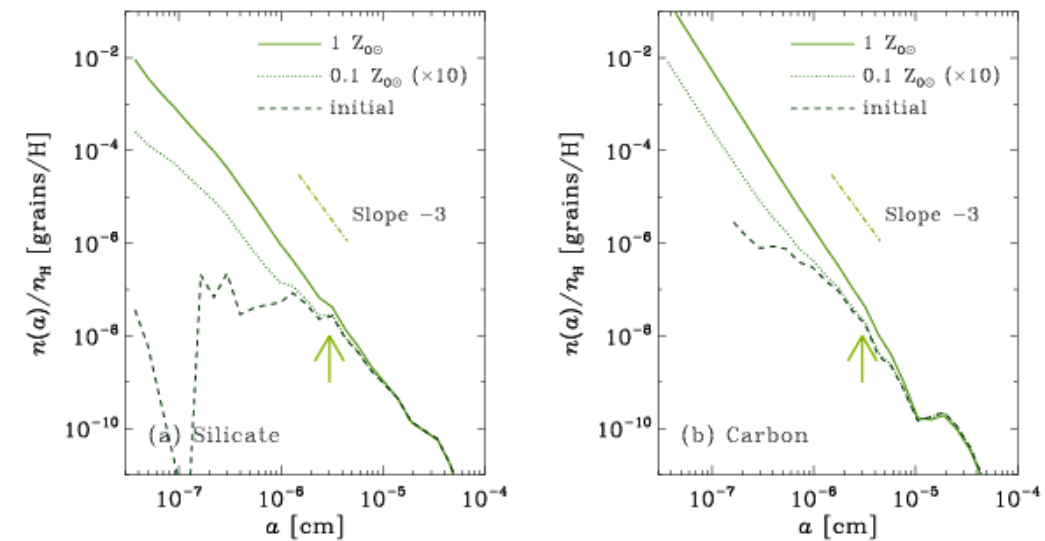 1 Z₀⊙
0.1 Z₀⊙ (×10)
initial
Slope −3
(a) Silicate
n(a)/n_H [grains/H]
10⁻²
10⁻⁴
10⁻⁶
10⁻⁸
10⁻¹⁰
10⁻⁷ 10⁻⁶ 10⁻⁵ 10⁻⁴
a [cm]
1 Z₀⊙
0.1 Z₀⊙ (×10)
initial
Slope −3
(b) Carbon
n(a)/n_H [grains/H]
10⁻²
10⁻⁴
10⁻⁶
10⁻⁸
10⁻¹⁰
10⁻⁷ 10⁻⁶ 10⁻⁵ 10⁻⁴
a [cm]